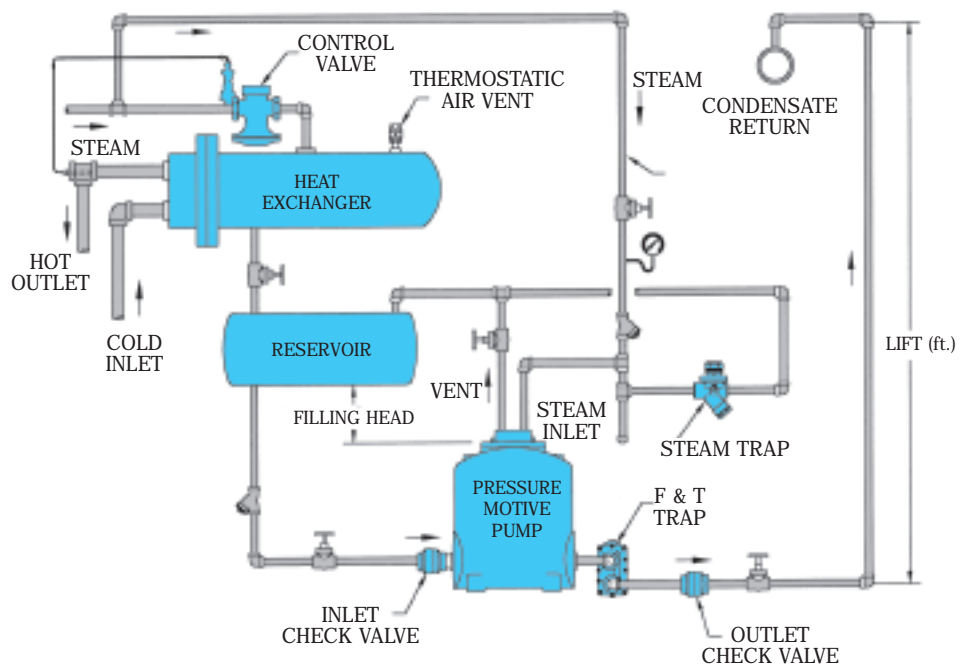 CONTROL
VALVE
THERMOSTATIC
AIR VENT
STEAM
CONDENSATE
RETURN
STEAM
HEAT
EXCHANGER
HOT
OUTLET
COLD
INLET
RESERVOIR
LIFT (ft.)
VENT
FILLING HEAD
STEAM
INLET
STEAM TRAP
PRESSURE
MOTIVE
PUMP
F & T
TRAP
INLET
CHECK VALVE
OUTLET
CHECK VALVE